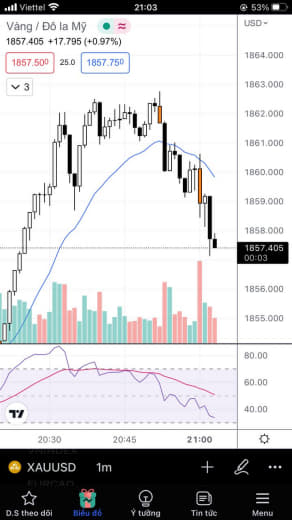 Viettel 21:03 53%
Vàng / Đô la Mỹ
USD
1857.405 +17.795 (+0.97%)
1857.500 25.0 1857.750
3
1864.000
1863.000
1862.000
1861.000
1860.000
1859.000
1858.000
1857.405
00:03
1856.000
1855.000
80.00
60.00
40.00
20:30 20:45 21:00
XAUUSD 1m
D.S theo dõi Biểu đồ Ý tưởng Tin tức Menu